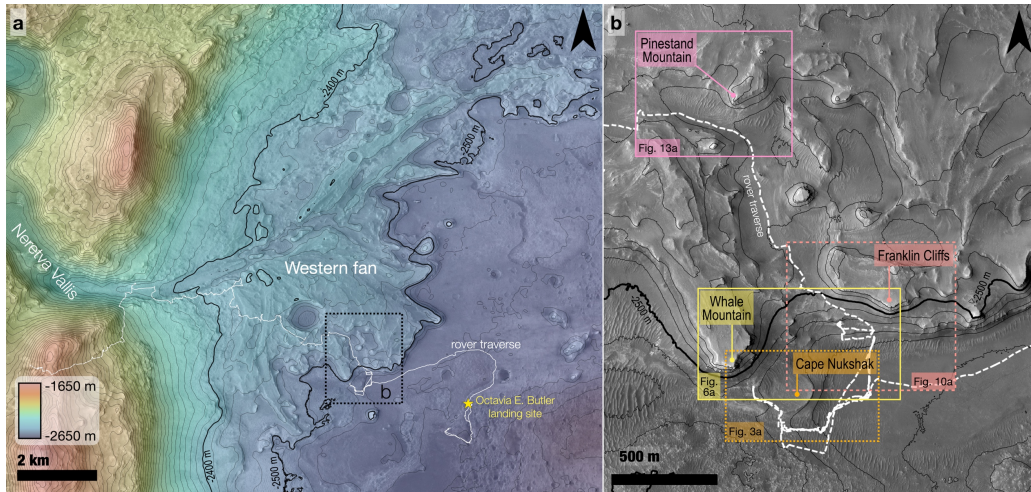 a
-2400 m
-2500 m
Neretva Vallis
Western fan
rover traverse
b
Octavia E. Butler
landing site
-1650 m
-2650 m
2 km
-2400 m
-2500 m
b
Pinestand
Mountain
Fig. 13a
rover traverse
Franklin Cliffs
-2500 m
-2500 m
Whale
Mountain
Cape Nukshak
Fig.
6a
Fig. 10a
Fig. 3a
500 m